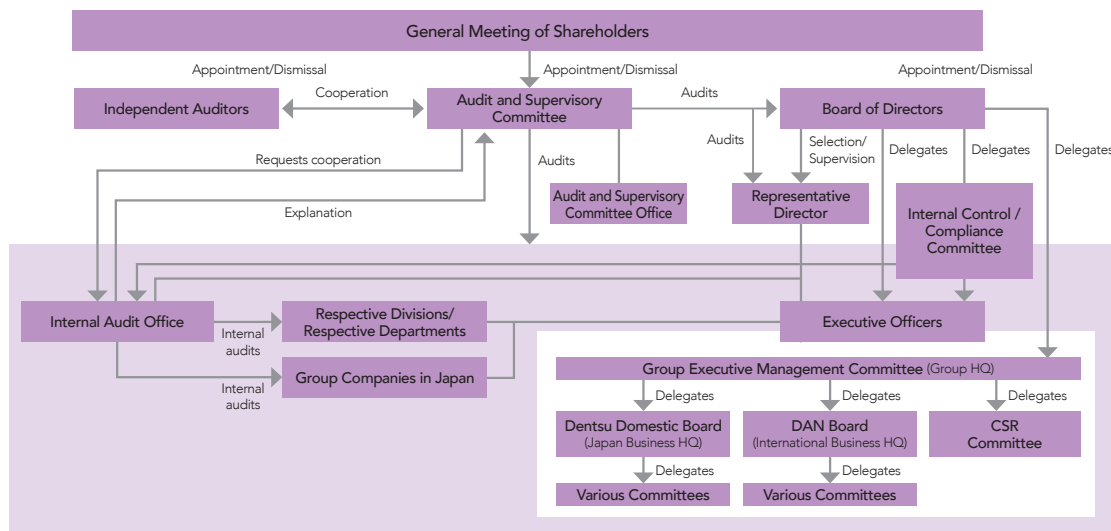 General Meeting of Shareholders
Appointment/Dismissal
Appointment/Dismissal
Appointment/Dismissal
Independent Auditors
Cooperation
Audit and Supervisory
Committee
Audits
Board of Directors
Requests cooperation
Audits
Audits
Selection/
Supervision
Delegates
Delegates
Delegates
Explanation
Audit and Supervisory
Committee Office
Representative
Director
Internal Control /
Compliance
Committee
Internal Audit Office
Internal
audits
Respective Divisions/
Respective Departments
Executive Officers
Internal
audits
Group Companies in Japan
Group Executive Management Committee (Group HQ)
Delegates
Delegates
Delegates
Dentsu Domestic Board
(Japan Business HQ)
DAN Board
(International Business HQ)
CSR
Committee
Delegates
Delegates
Various Committees
Various Committees